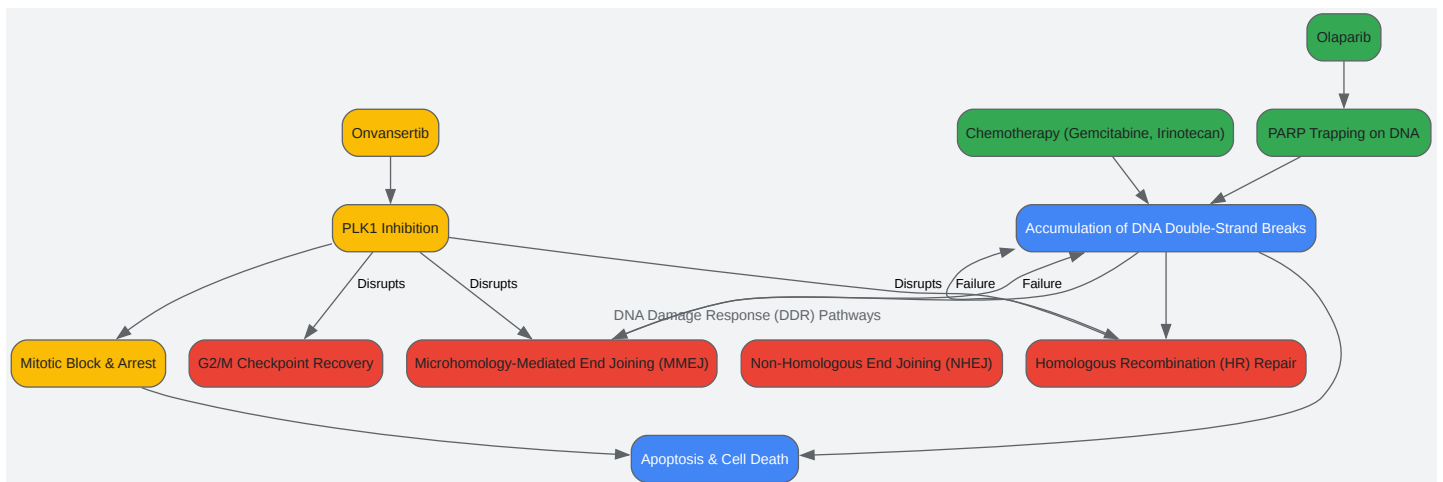 Olaparib
Onvansertib
Chemotherapy (Gemcitabine, Irinotecan)
PARP Trapping on DNA
PLK1 Inhibition
Accumulation of DNA Double-Strand Breaks
Disrupts
Disrupts
Disrupts
Failure
Failure
DNA Damage Response (DDR) Pathways
Mitotic Block & Arrest
G2/M Checkpoint Recovery
Microhomology-Mediated End Joining (MMEJ)
Non-Homologous End Joining (NHEJ)
Homologous Recombination (HR) Repair
Apoptosis & Cell Death